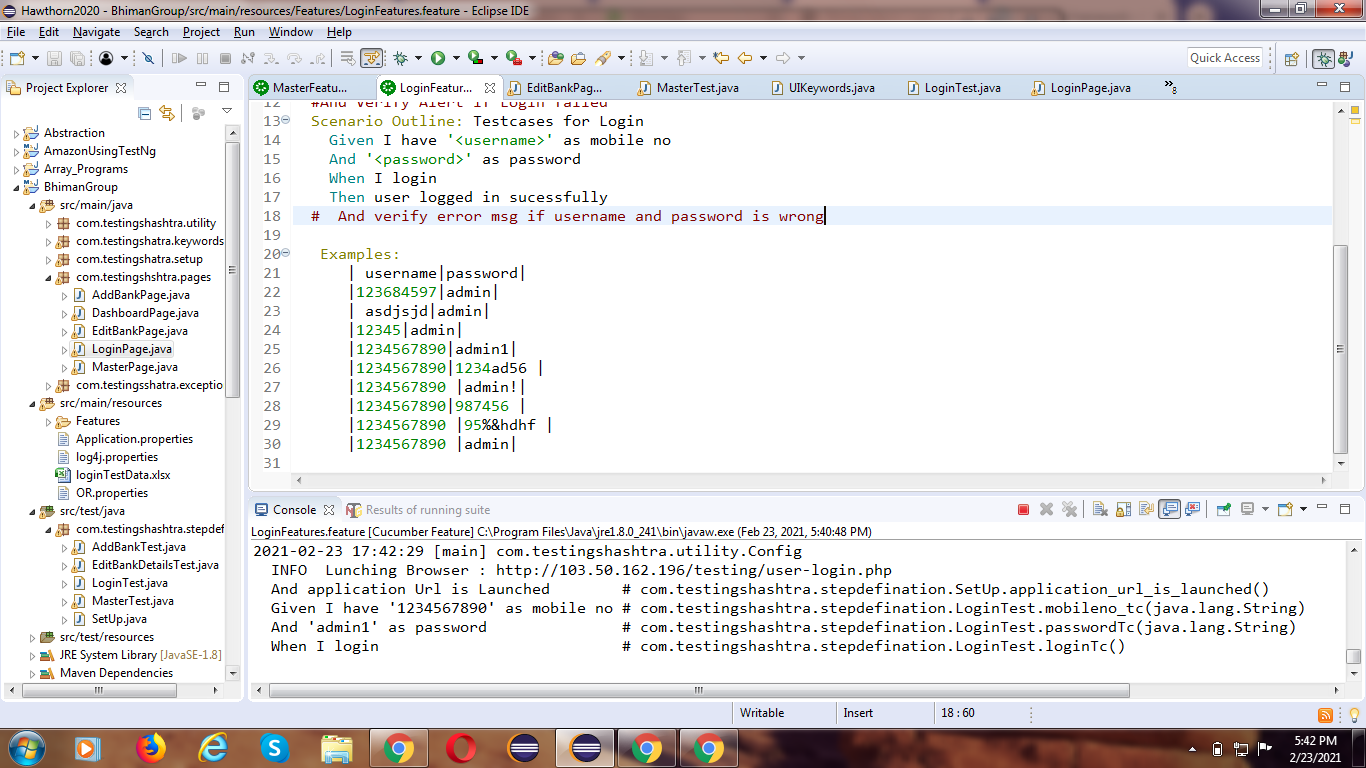 Hawthorn2020 - BhimanGroup/src/main/resources/Features/LoginFeatures.feature - Eclipse IDE
File Edit Navigate Search Project Run Window Help
Quick Access
Project Explorer
MasterFeatu... LoginFeatur... EditBankPag... MasterTest.java UIKeywords.java LoginTest.java LoginPage.java »8
Abstraction
AmazonUsingTestNg
Array_Programs
BhimanGroup
src/main/java
com.testingshashtra.utility
com.testingshatra.keywords
com.testingshatra.setup
com.testingshshtra.pages
AddBankPage.java
DashboardPage.java
EditBankPage.java
LoginPage.java
MasterPage.java
com.testingsshatra.exceptio
src/main/resources
Features
Application.properties
log4j.properties
loginTestData.xlsx
OR.properties
src/test/java
com.testingshashtra.stepdef
AddBankTest.java
EditBankDetailsTest.java
LoginTest.java
MasterTest.java
SetUp.java
src/test/resources
JRE System Library [JavaSE-1.8]
Maven Dependencies
12 #And Verify Alert if Login failed
13 Scenario Outline: Testcases for Login
14 Given I have '<username>' as mobile no
15 And '<password>' as password
16 When I login
17 Then user logged in sucessfully
18 #  And verify error msg if username and password is wrong
19
20 Examples:
21 | username|password|
22 |123684597|admin|
23 | asdjsjd|admin|
24 |12345|admin|
25 |1234567890|admin1|
26 |1234567890|1234ad56 |
27 |1234567890 |admin!|
28 |1234567890|987456 |
29 |1234567890 |95%&hdhf |
30 |1234567890 |admin|
31
Console Results of running suite
LoginFeatures.feature [Cucumber Feature] C:\Program Files\Java\jre1.8.0_241\bin\javaw.exe (Feb 23, 2021, 5:40:48 PM)
2021-02-23 17:42:29 [main] com.testingshashtra.utility.Config
INFO  Lunching Browser : http://103.50.162.196/testing/user-login.php
And application Url is Launched # com.testingshashtra.stepdefination.SetUp.application_url_is_launched()
Given I have '1234567890' as mobile no # com.testingshashtra.stepdefination.LoginTest.mobileno_tc(java.lang.String)
And 'admin1' as password # com.testingshashtra.stepdefination.LoginTest.passwordTc(java.lang.String)
When I login # com.testingshashtra.stepdefination.LoginTest.loginTc()
Writable Insert 18 : 60
5:42 PM
2/23/2021